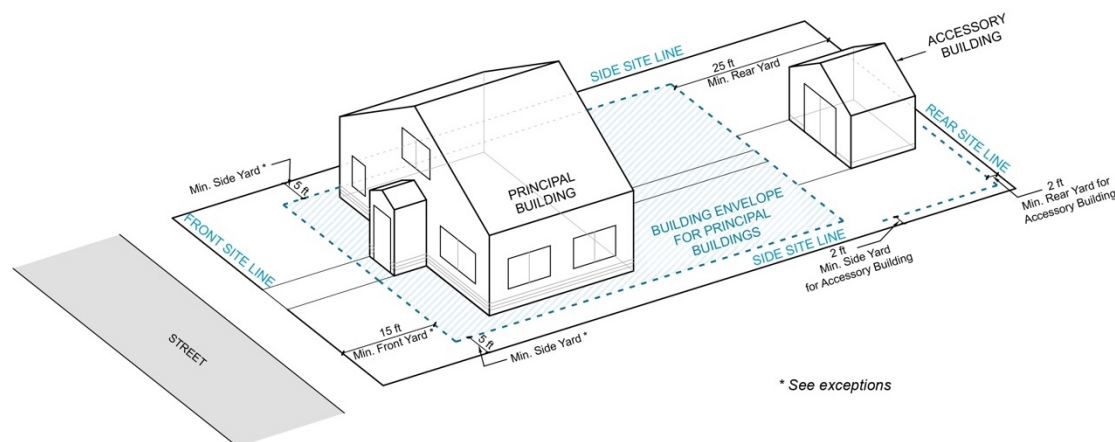 ACCESSORY
BUILDING
SIDE SITE LINE
25 ft
Min. Rear Yard
REAR SITE LINE
Min. Side Yard *
5 ft
PRINCIPAL
BUILDING
2 ft
Min. Rear Yard for
Accessory Building
BUILDING ENVELOPE
FOR PRINCIPAL
BUILDINGS
FRONT SITE LINE
SIDE SITE LINE
2 ft
Min. Side Yard
for Accessory Building
15 ft
Min. Front Yard *
5 ft
Min. Side Yard *
STREET
* See exceptions